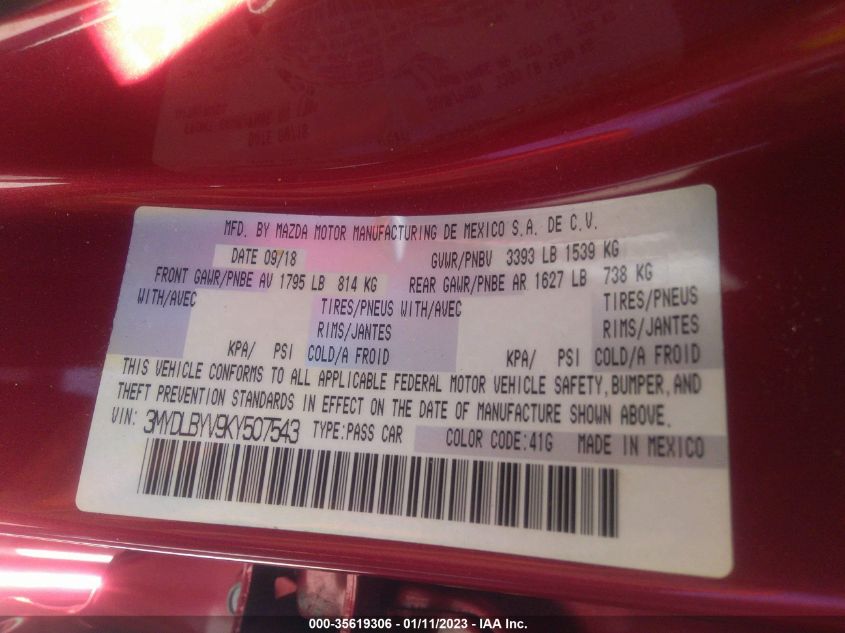 MFD. BY MAZDA MOTOR MANUFACTURING DE MEXICO S.A. DE C.V.
DATE 09/18 GVWR/PNBV 3393 LB 1539 KG
FRONT GAWR/PNBE AV 1795 LB 814 KG REAR GAWR/PNBE AR 1627 LB 738 KG
WITH/AVEC TIRES/PNEUS WITH/AVEC TIRES/PNEUS
RIMS/JANTES RIMS/JANTES
KPA/ PSI COLD/A FROID KPA/ PSI COLD/A FROID
THIS VEHICLE CONFORMS TO ALL APPLICABLE FEDERAL MOTOR VEHICLE SAFETY, BUMPER, AND
THEFT PREVENTION STANDARDS IN EFFECT ON THE DATE OF MANUFACTURE SHOWN ABOVE.
VIN: 3MYDLBYV9KY507543 TYPE:PASS CAR COLOR CODE:41G MADE IN MEXICO
000-35619306 - 01/11/2023 - IAA Inc.